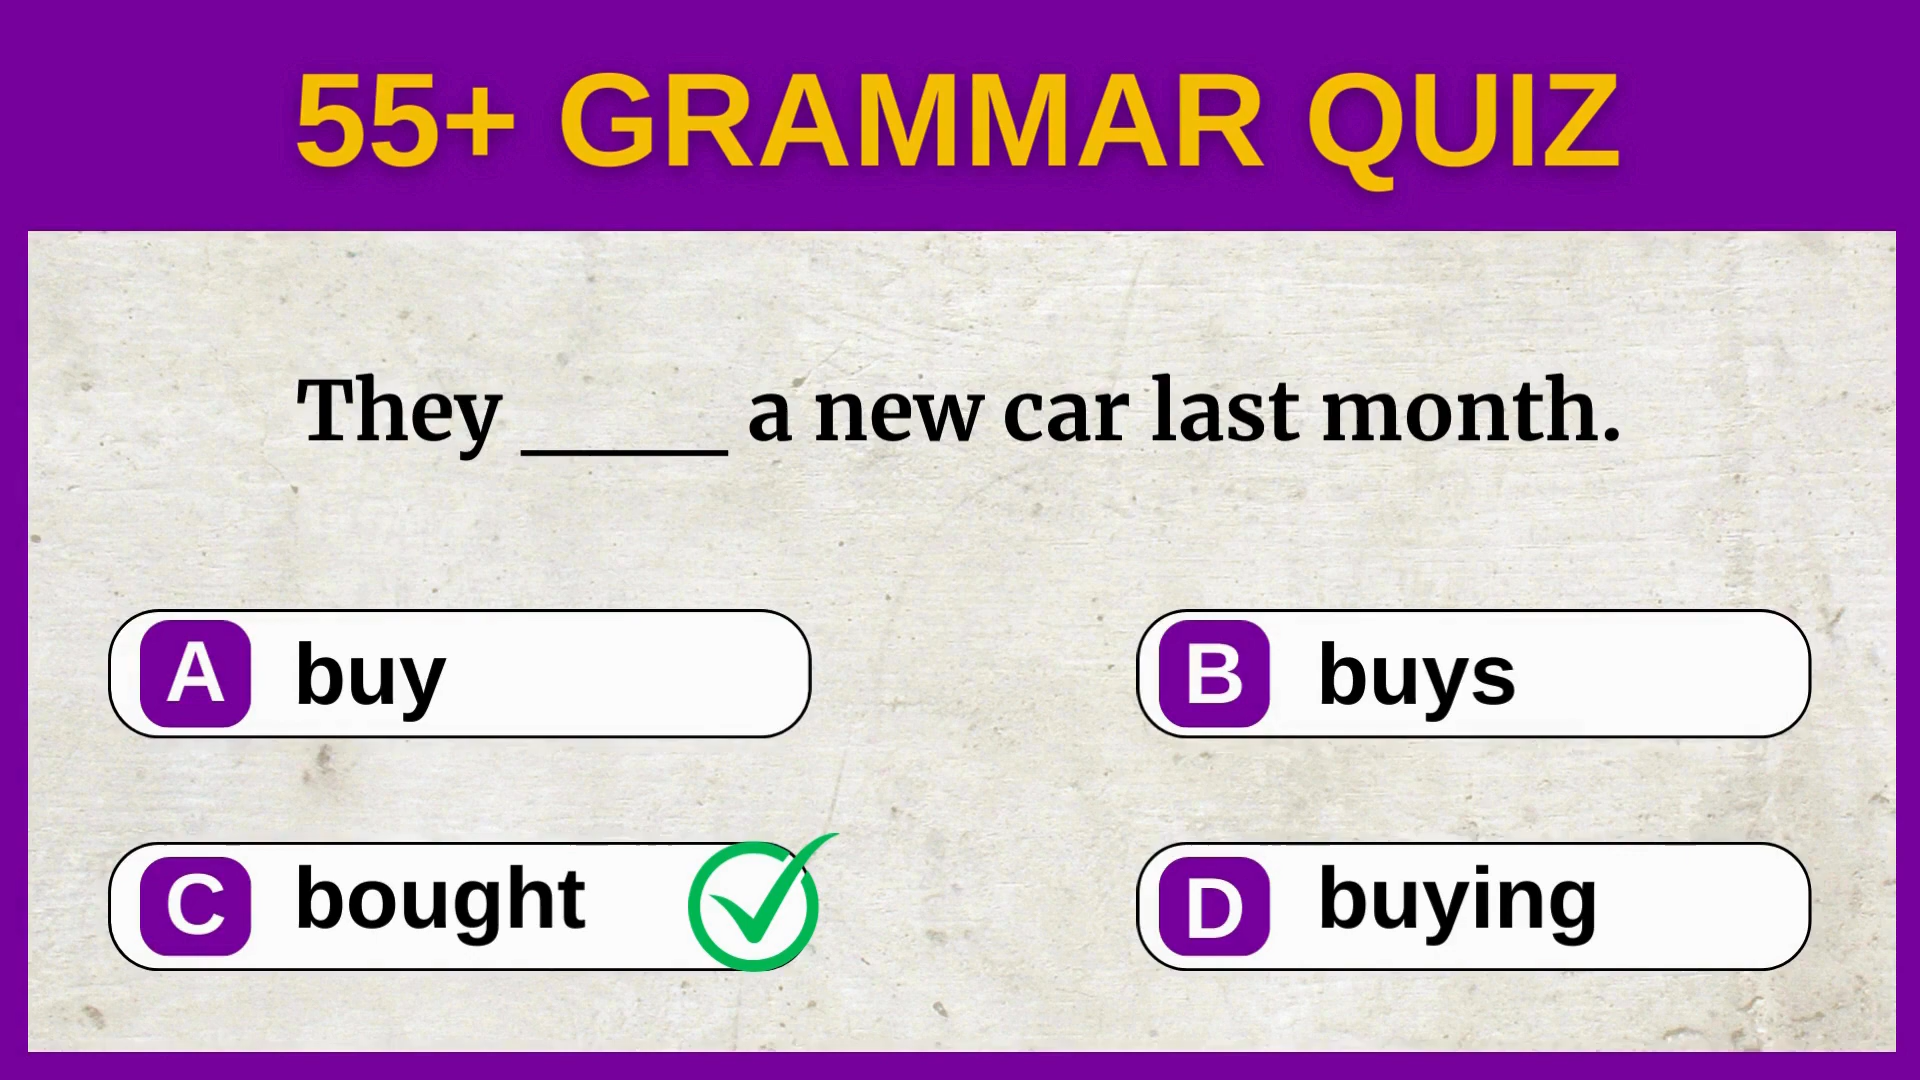 55+ GRAMMAR QUIZ
They _____ a new car last month.
A buy
B buys
C bought
D buying